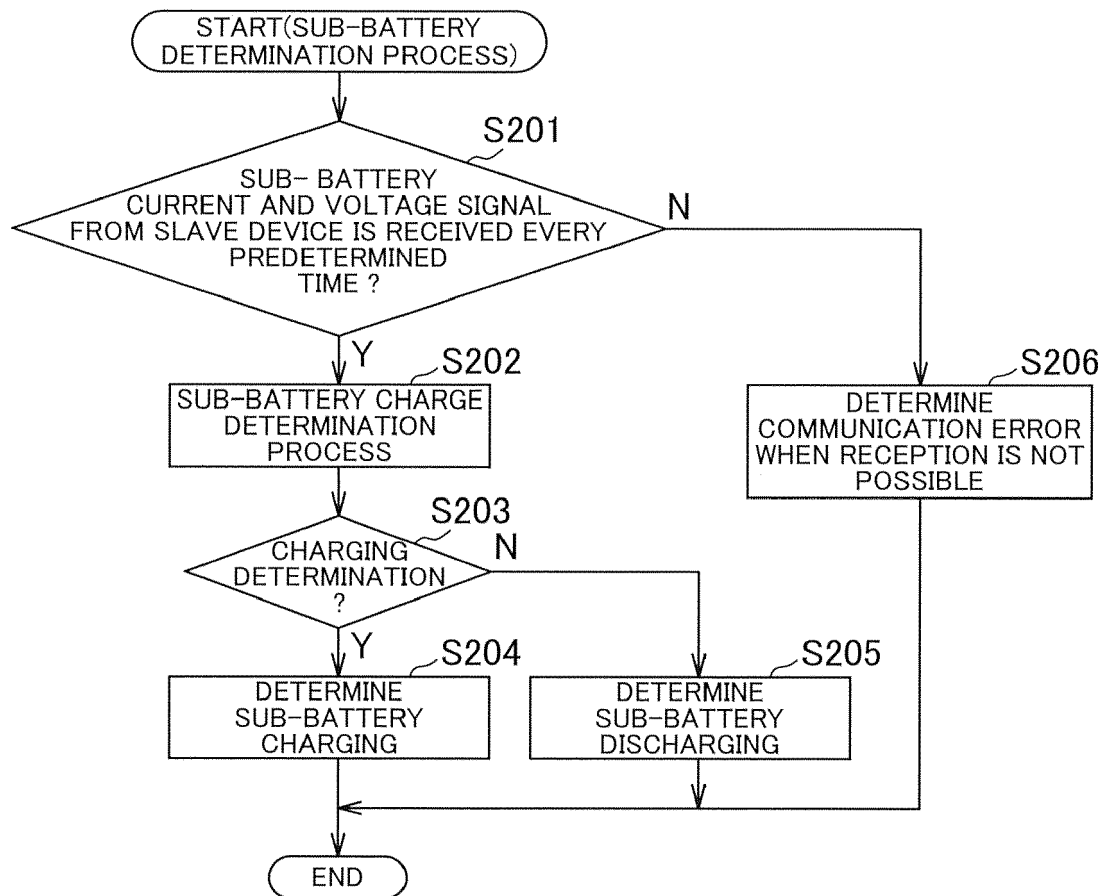 START(SUB-BATTERY
DETERMINATION PROCESS)
S201
SUB- BATTERY
CURRENT AND VOLTAGE SIGNAL
FROM SLAVE DEVICE IS RECEIVED EVERY
PREDETERMINED
TIME ?
N
Y
S202
SUB-BATTERY CHARGE
DETERMINATION
PROCESS
S206
DETERMINE
COMMUNICATION ERROR
WHEN RECEPTION IS NOT
POSSIBLE
S203
CHARGING
DETERMINATION
?
N
Y
S204
DETERMINE
SUB-BATTERY
CHARGING
S205
DETERMINE
SUB-BATTERY
DISCHARGING
END